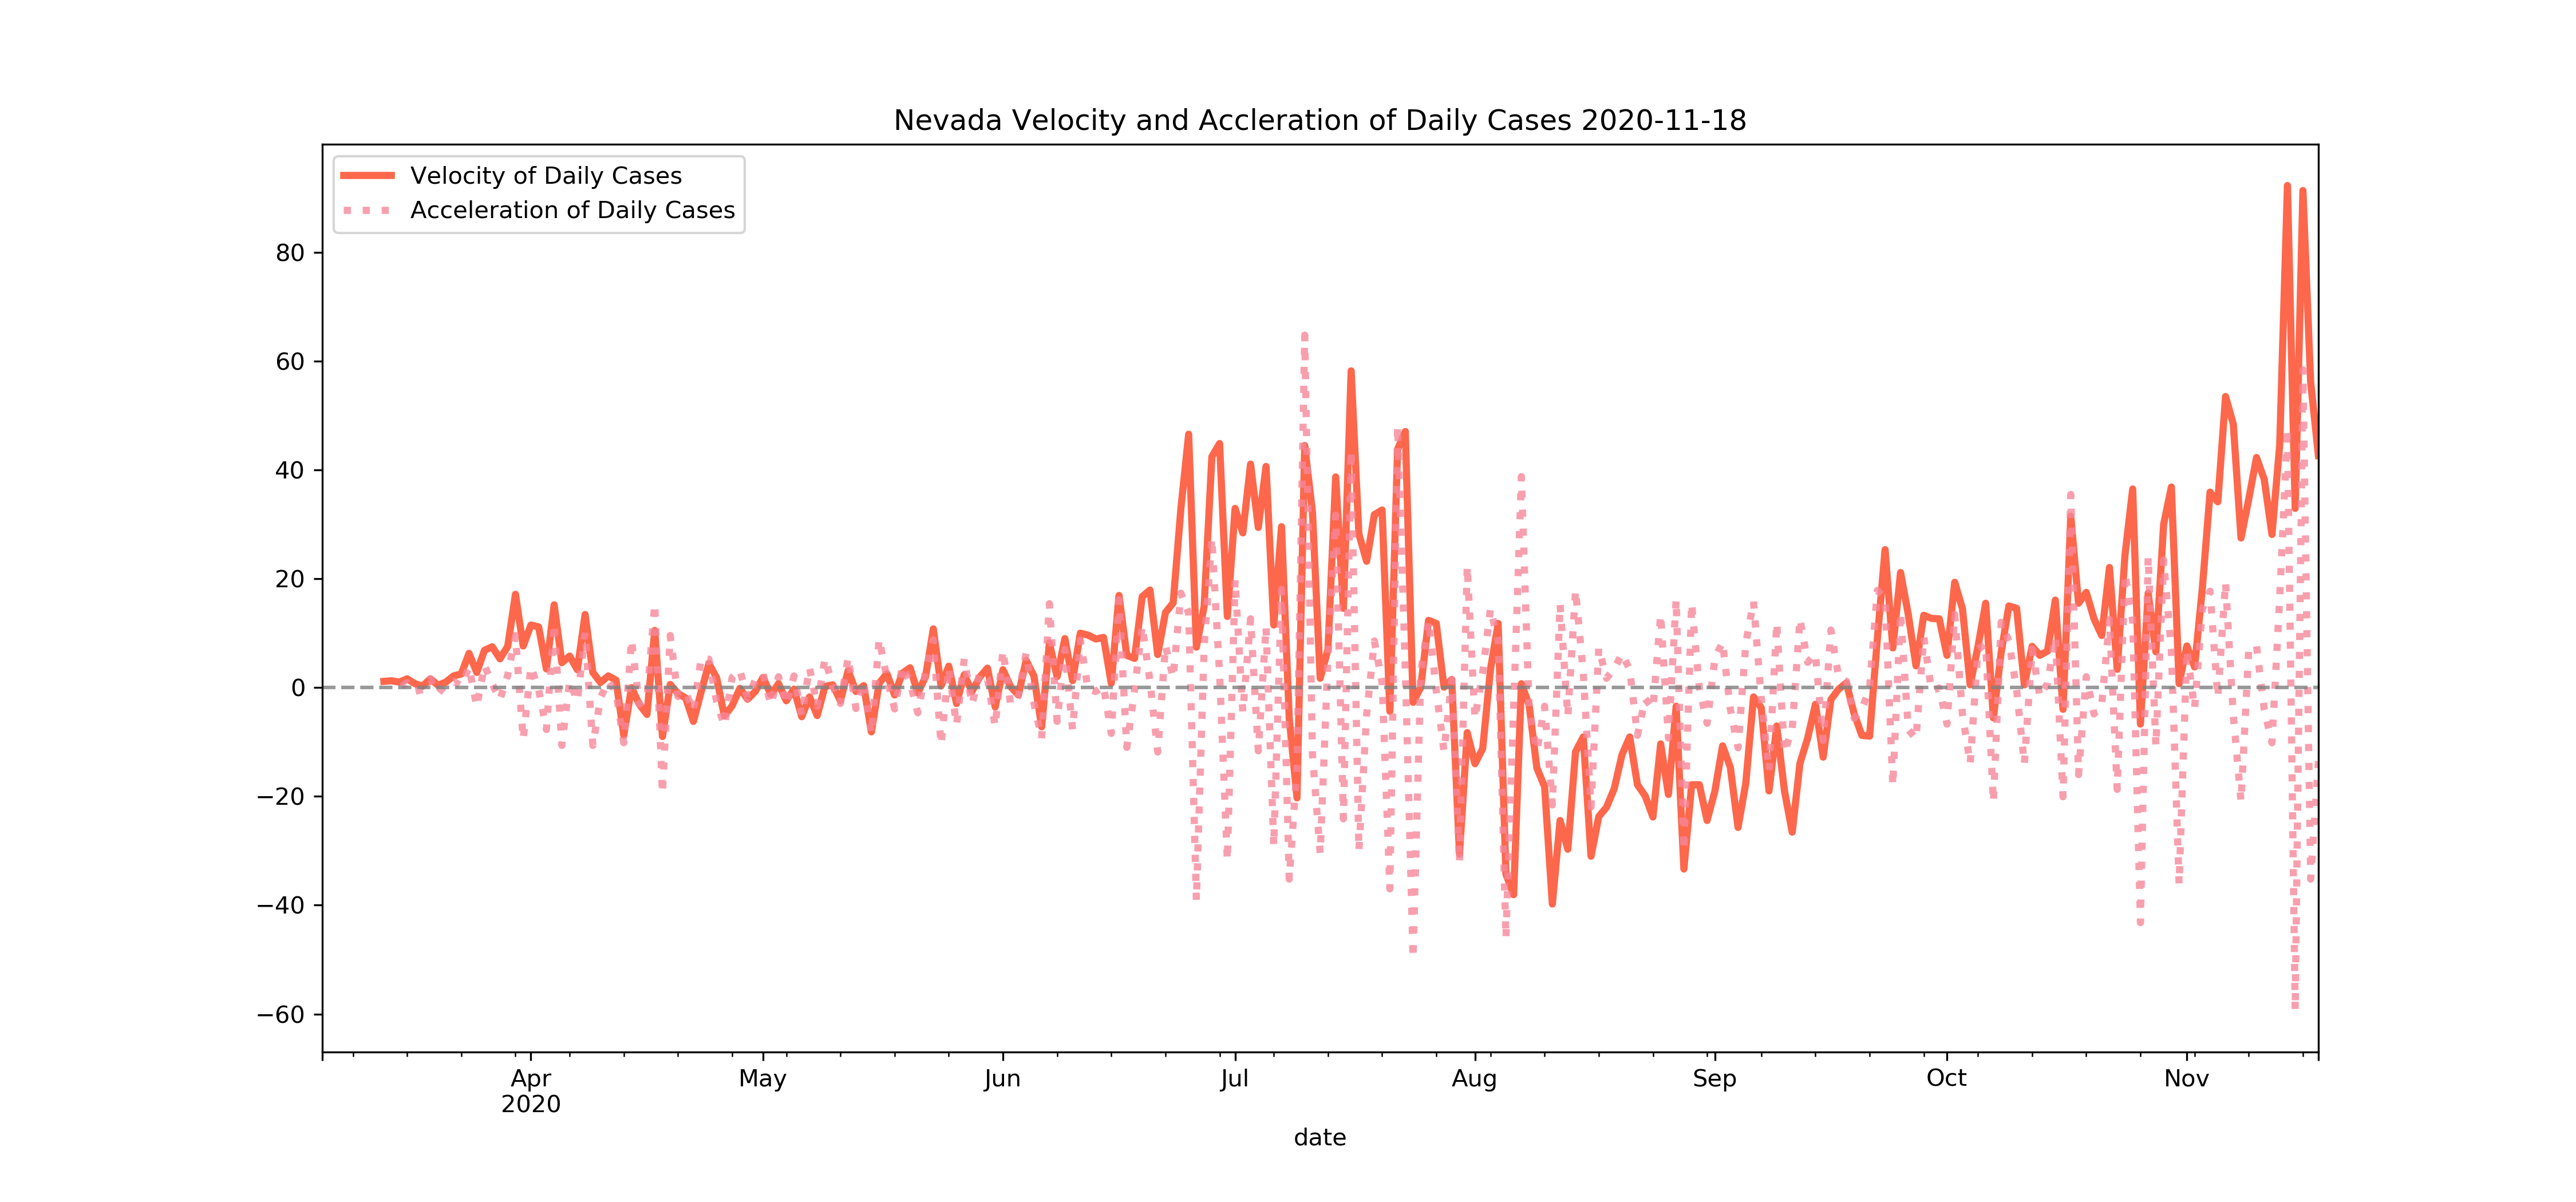 Nevada Velocity and Accleration of Daily Cases 2020-11-18
Velocity of Daily Cases
Acceleration of Daily Cases
80
60
40
20
0
−20
−40
−60
Apr May Jun Jul Aug Sep Oct Nov
2020
date